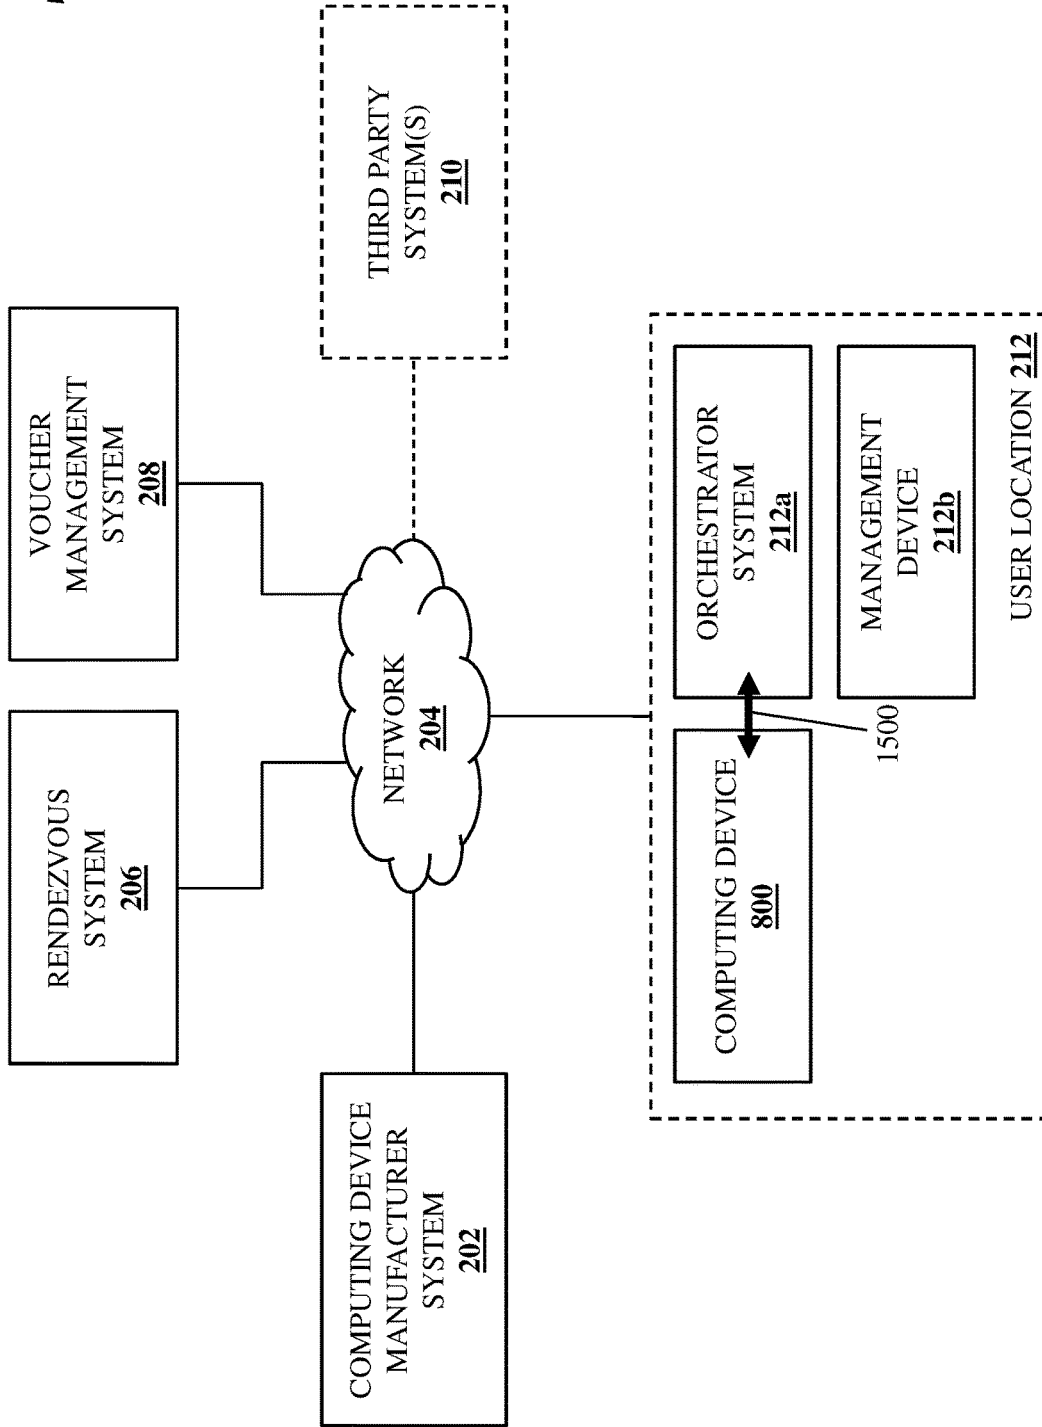 RENDEZVOUS
SYSTEM
206
VOUCHER
MANAGEMENT
SYSTEM
208
COMPUTING DEVICE
MANUFACTURER
SYSTEM
202
NETWORK
204
THIRD PARTY
SYSTEM(S)
210
COMPUTING DEVICE
800
1500
ORCHESTRATOR
SYSTEM
212a
MANAGEMENT
DEVICE
212b
USER LOCATION 212